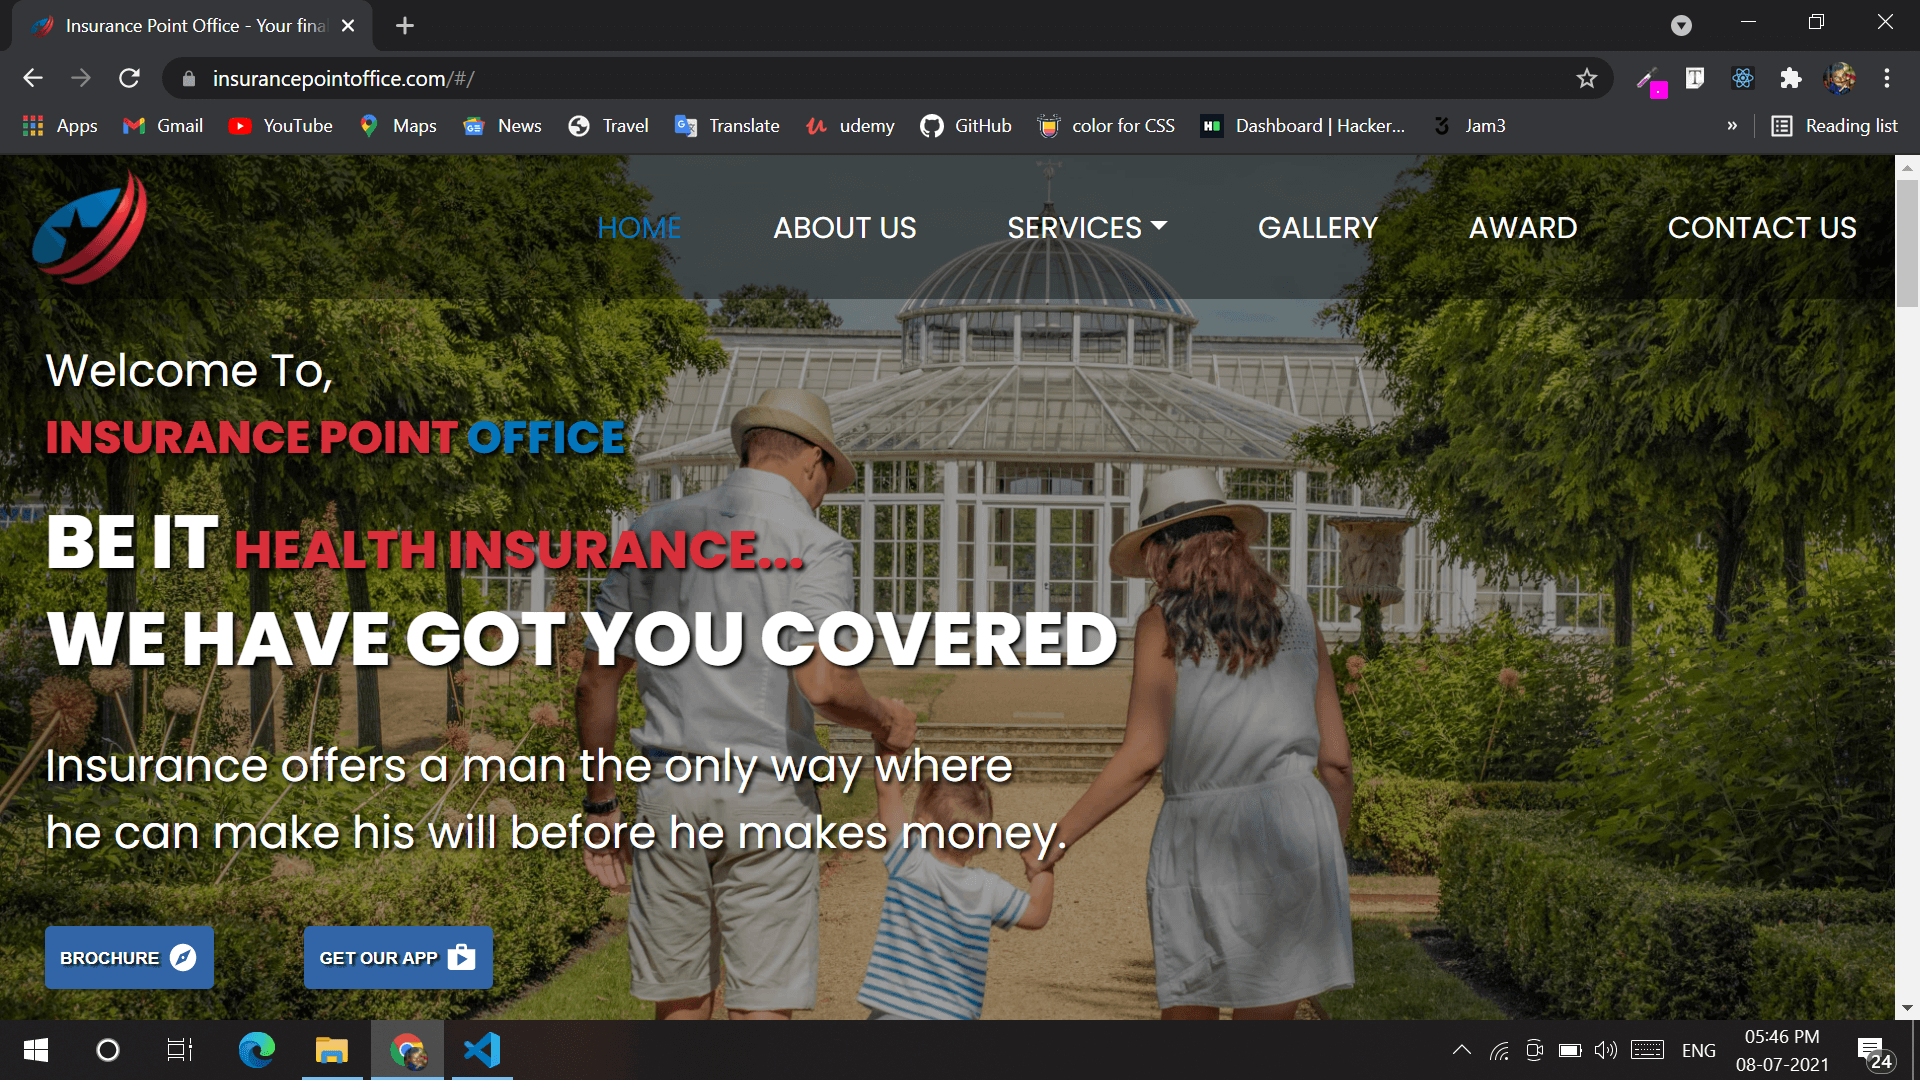 Insurance Point Office - Your fina
insurancepointoffice.com/#/
Apps Gmail YouTube Maps News Travel Translate udemy GitHub color for CSS Dashboard | Hacker... Jam3 » Reading list
HOME ABOUT US SERVICES GALLERY AWARD CONTACT US
Welcome To,
INSURANCE POINT OFFICE
BE IT HEALTH INSURANCE...
WE HAVE GOT YOU COVERED
Insurance offers a man the only way where
he can make his will before he makes money.
BROCHURE GET OUR APP
ENG
05:46 PM
08-07-2021
24